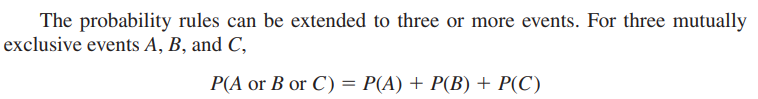 The probability rules can be extended to three or more events. For three mutually
exclusive events A, B, and C,
P(A or B or C) = P(A) + P(B) + P(C)